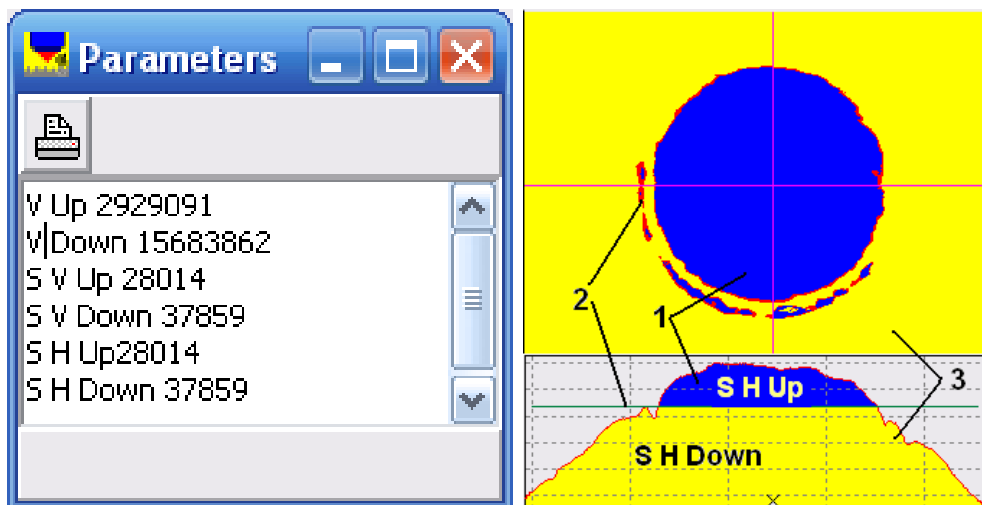 Parameters
V Up 2929091
V Down 15683862
S V Up 28014
S V Down 37859
S H Up28014
S H Down 37859
2
1
3
S H Up
S H Down